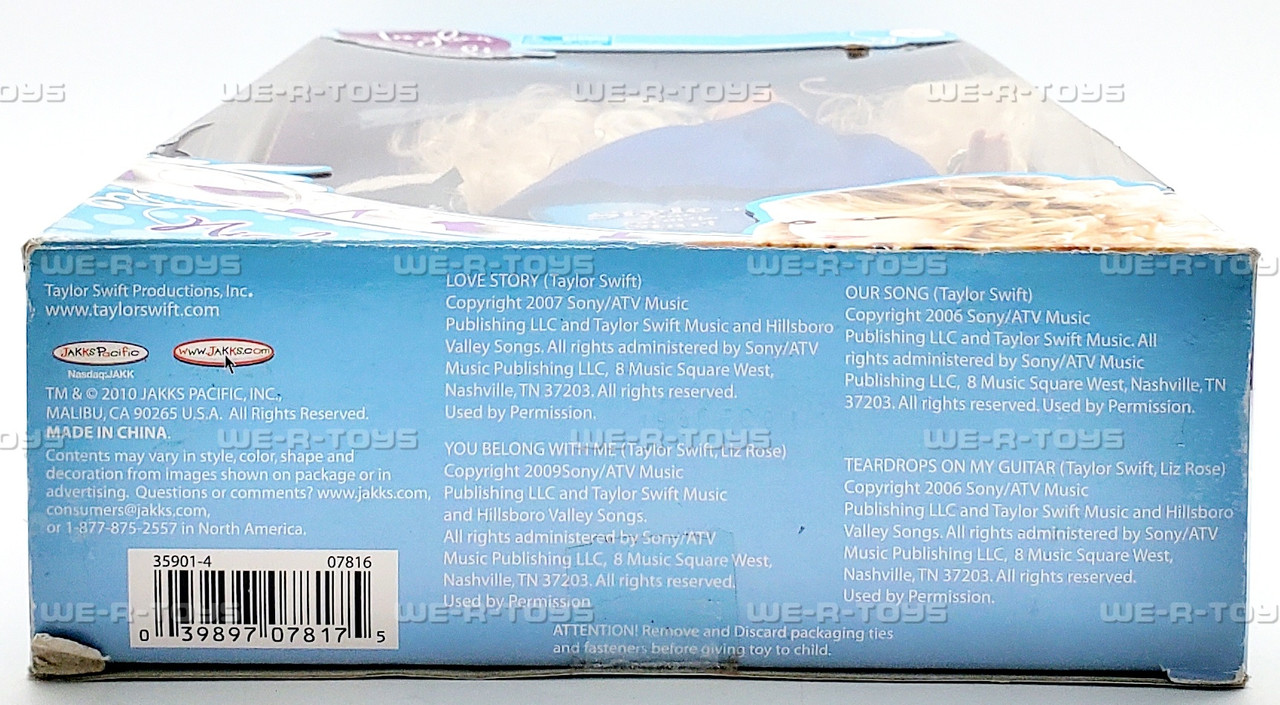 WE-R-TOYS
Taylor Swift Productions, Inc.
www.taylorswift.com
JAKKS Pacific
www.JAKKS.com
Nasdaq:JAKK
TM & © 2010 JAKKS PACIFIC, INC.,
MALIBU, CA 90265 U.S.A. All Rights Reserved.
MADE IN CHINA.
Contents may vary in style, color, shape and
decoration from images shown on package or in
advertising. Questions or comments? www.jakks.com,
consumers@jakks.com,
or 1-877-875-2557 in North America.
35901-4 07816
0 39897 07817 5
LOVE STORY (Taylor Swift)
Copyright 2007 Sony/ATV Music
Publishing LLC and Taylor Swift Music and Hillsboro
Valley Songs. All rights administered by Sony/ATV
Music Publishing LLC, 8 Music Square West,
Nashville, TN 37203. All rights reserved.
Used by Permission.
YOU BELONG WITH ME (Taylor Swift, Liz Rose)
Copyright 2009Sony/ATV Music
Publishing LLC and Taylor Swift Music
and Hillsboro Valley Songs.
All rights administered by Sony/ATV
Music Publishing LLC, 8 Music Square West,
Nashville, TN 37203. All rights reserved.
Used by Permission
OUR SONG (Taylor Swift)
Copyright 2006 Sony/ATV Music
Publishing LLC and Taylor Swift Music. All
rights administered by Sony/ATV Music
Publishing LLC, 8 Music Square West, Nashville, TN
37203. All rights reserved. Used by Permission.
TEARDROPS ON MY GUITAR (Taylor Swift, Liz Rose)
Copyright 2006 Sony/ATV Music
Publishing LLC and Taylor Swift Music and Hillsboro
Valley Songs. All rights administered by Sony/ATV
Music Publishing LLC, 8 Music Square West,
Nashville, TN 37203. All rights reserved.
Used by Permission.
ATTENTION! Remove and Discard packaging ties
and fasteners before giving toy to child.